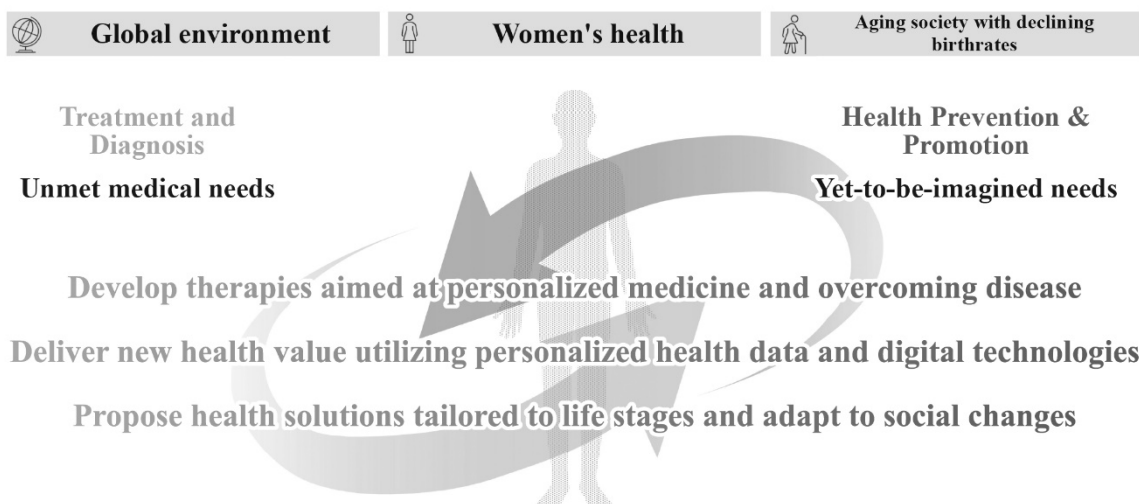 Global environment
Women's health
Aging society with declining
birthrates
Treatment and
Diagnosis
Unmet medical needs
Health Prevention &
Promotion
Yet-to-be-imagined needs
Develop therapies aimed at personalized medicine and overcoming disease
Deliver new health value utilizing personalized health data and digital technologies
Propose health solutions tailored to life stages and adapt to social changes